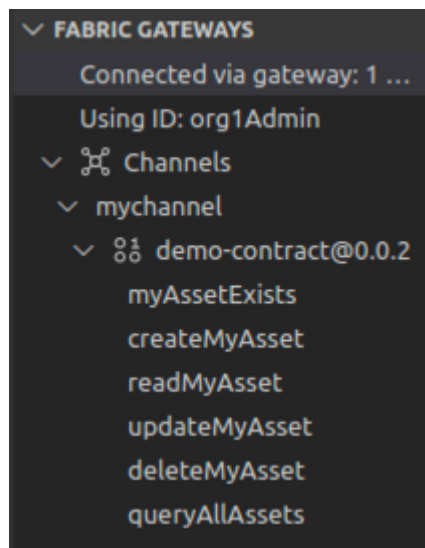 FABRIC GATEWAYS
Connected via gateway: 1 ...
Using ID: org1Admin
Channels
mychannel
demo-contract@0.0.2
myAssetExists
createMyAsset
readMyAsset
updateMyAsset
deleteMyAsset
queryAllAssets